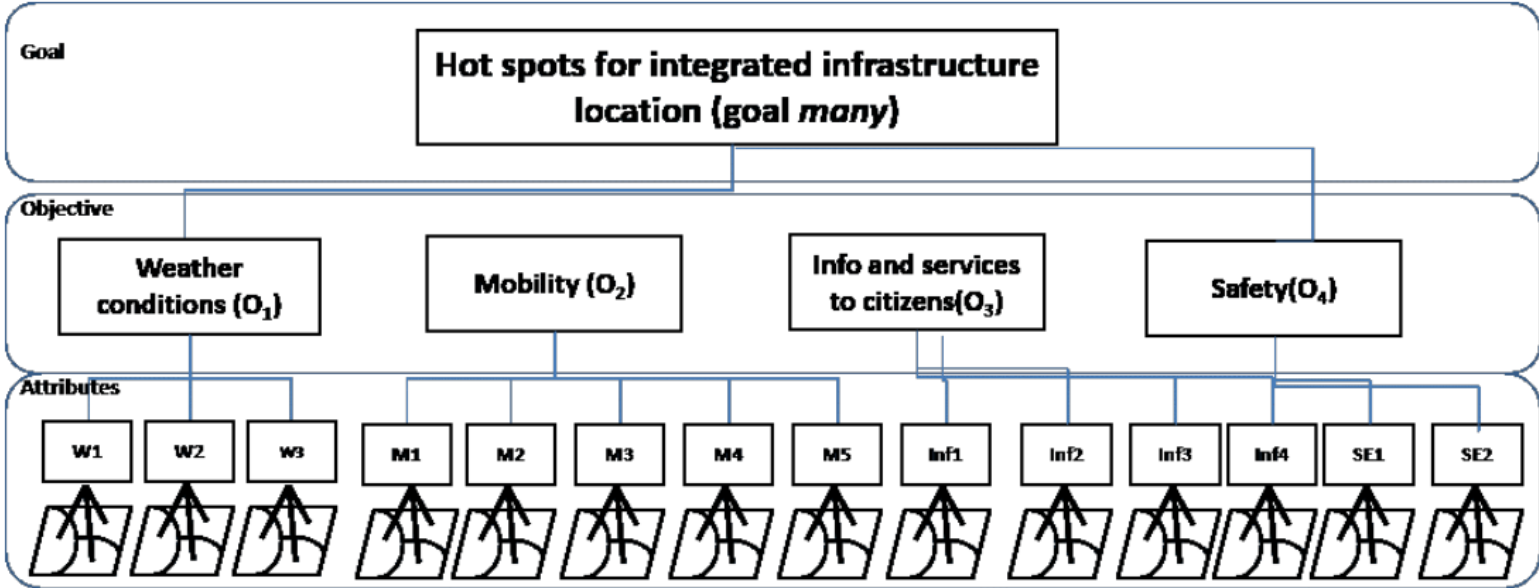 Goal
Hot spots for integrated infrastructure
location (goal many)
Objective
Weather
conditions (O₁)
Mobility (O₂)
Info and services
to citizens(O₃)
Safety(O₄)
Attributes
W1
W2
W3
M1
M2
M3
M4
M5
Inf1
Inf2
Inf3
Inf4
SE1
SE2